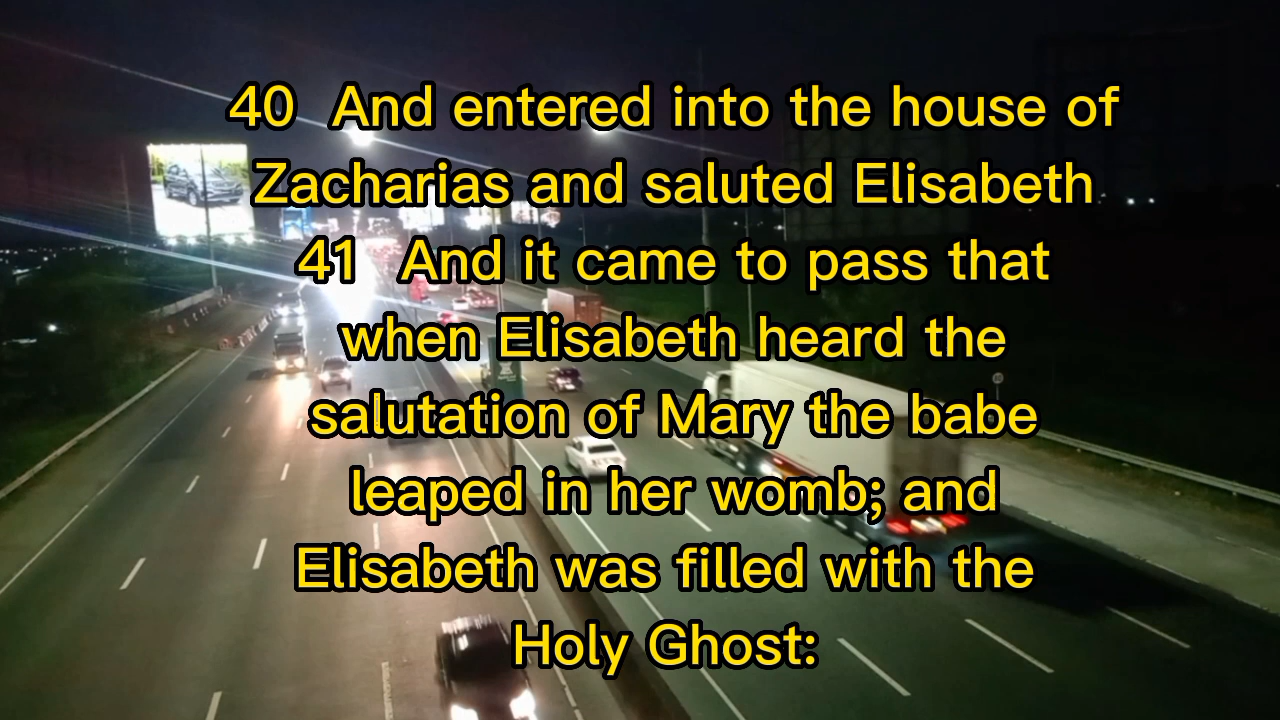 40  And entered into the house of
Zacharias and saluted Elisabeth
41  And it came to pass that
when Elisabeth heard the
salutation of Mary the babe
leaped in her womb; and
Elisabeth was filled with the
Holy Ghost: